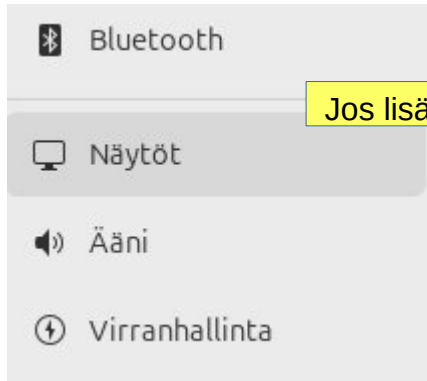 Bluetooth
Jos lisä
Näytöt
Ääni
Virranhallinta